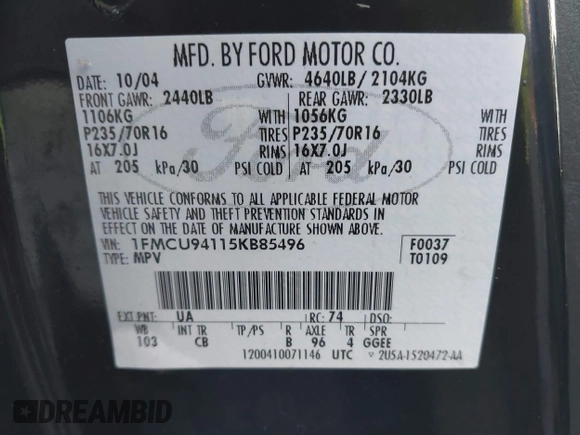 MFD. BY FORD MOTOR CO.
DATE: 10/04 GVWR: 4640LB/ 2104KG
FRONT GAWR: 2440LB REAR GAWR: 2330LB
1106KG WITH 1056KG WITH
P235/70R16 TIRES P235/70R16 TIRES
16X7.0J RIMS 16X7.0J RIMS
AT 205 kPa/30 PSI COLD AT 205 kPa/30 PSI COLD
THIS VEHICLE CONFORMS TO ALL APPLICABLE FEDERAL MOTOR
VEHICLE SAFETY AND THEFT PREVENTION STANDARDS IN
EFFECT ON THE DATE OF MANUFACTURE SHOWN ABOVE.
VIN: 1FMCU94115KB85496 F0037
TYPE: MPV T0109
Ford
EXT PNT: UA RC: 74 DSO:
WB INT TR TP/PS R AXLE TR SPR
103 CB B 96 4 GGEE
1200410071146 UTC 2U5A-1520472-AA
DREAMBID